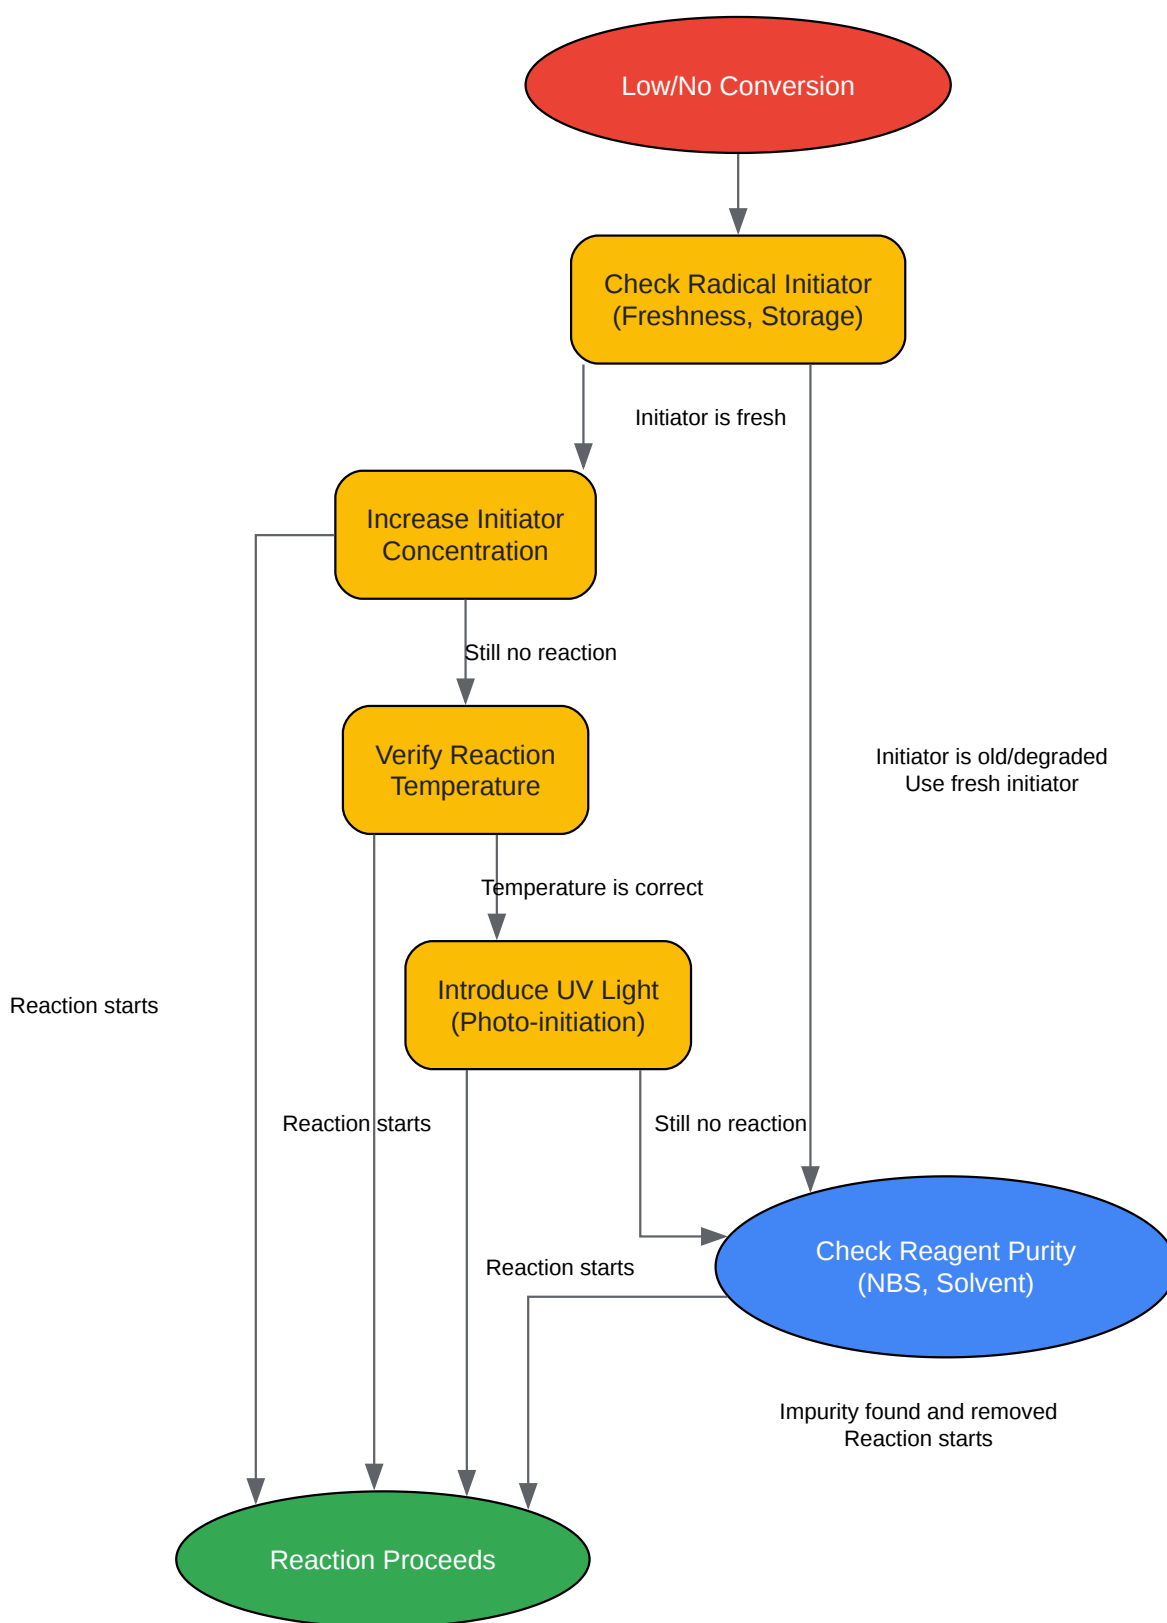 Low/No Conversion
Check Radical Initiator
(Freshness, Storage)
Initiator is fresh
Increase Initiator
Concentration
Still no reaction
Verify Reaction
Temperature
Initiator is old/degraded
Use fresh initiator
Temperature is correct
Introduce UV Light
(Photo-initiation)
Reaction starts
Reaction starts
Still no reaction
Check Reagent Purity
(NBS, Solvent)
Reaction starts
Impurity found and removed
Reaction starts
Reaction Proceeds